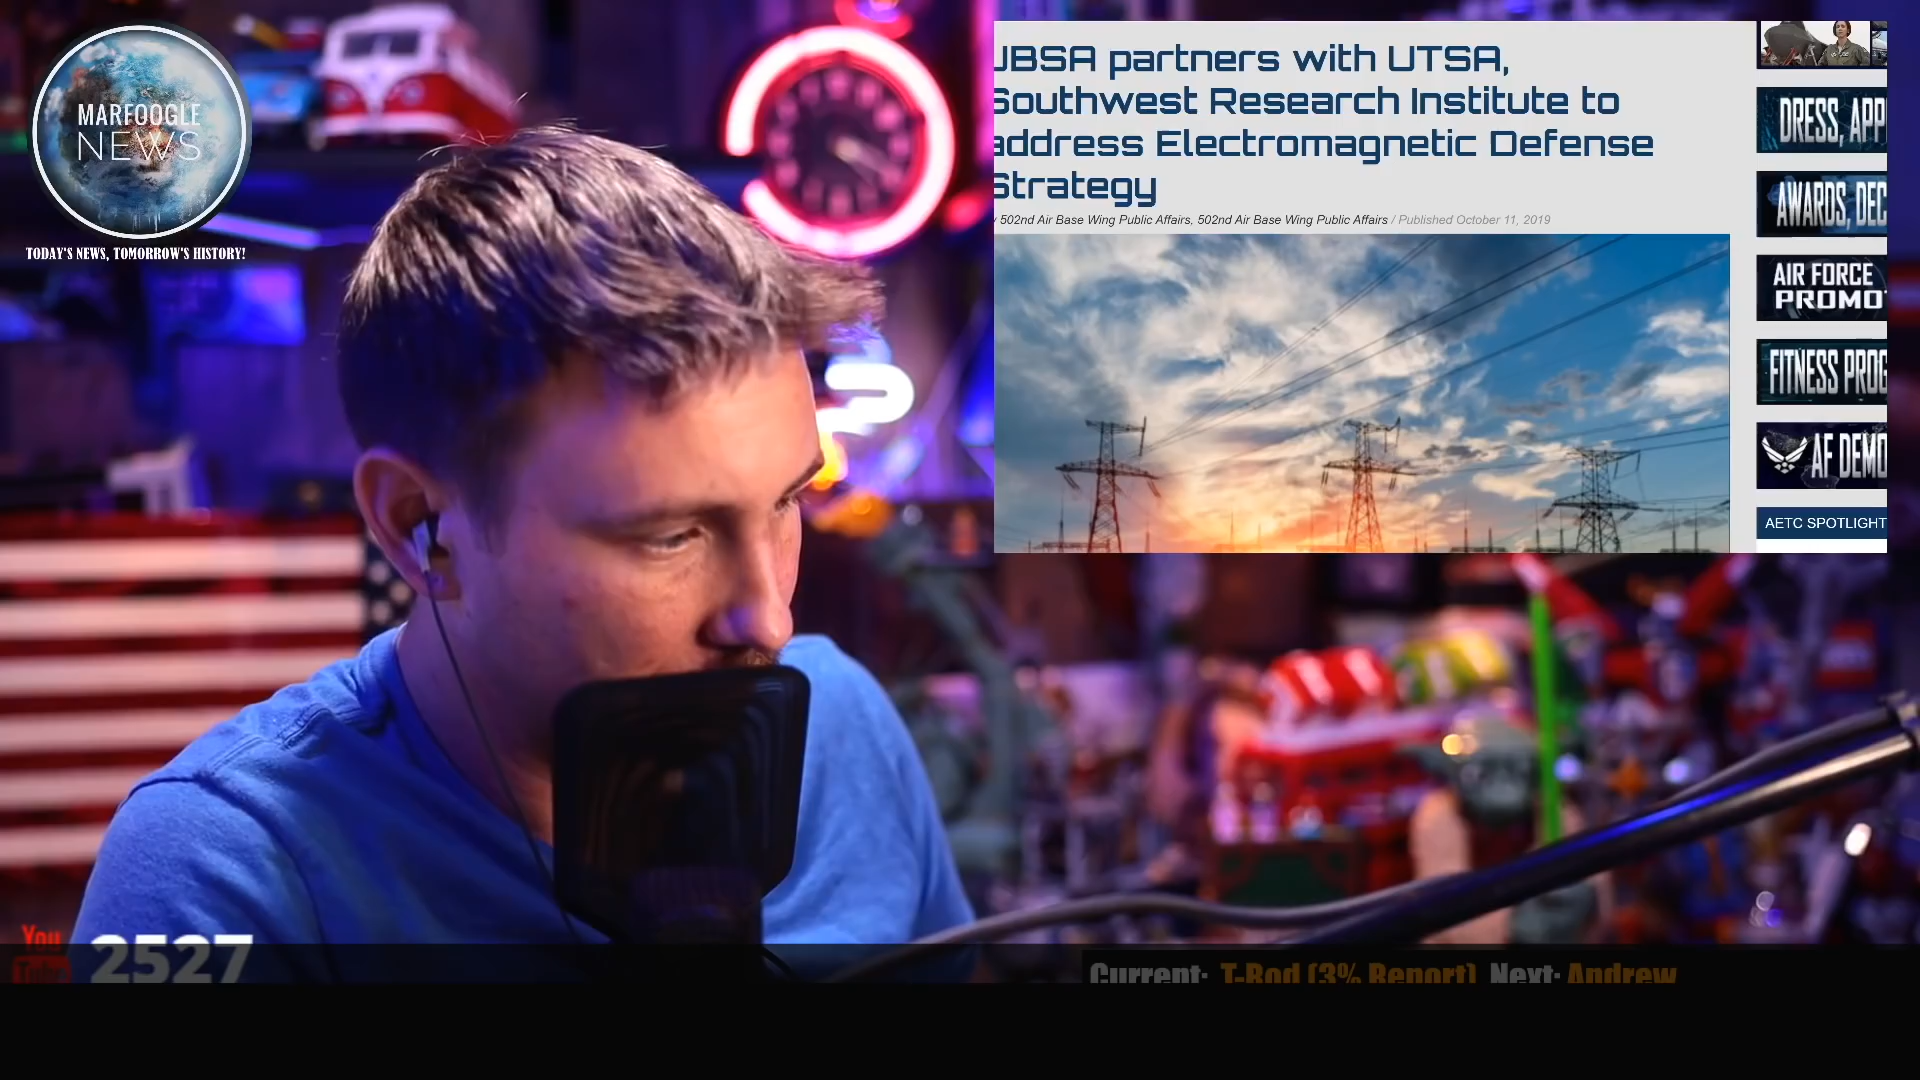 MARFOOGLE
NEWS
TODAY'S NEWS, TOMORROW'S HISTORY!
JBSA partners with UTSA,
Southwest Research Institute to
address Electromagnetic Defense
Strategy
502nd Air Base Wing Public Affairs, 502nd Air Base Wing Public Affairs / Published October 11, 2019
DRESS, APP
AWARDS, DEC
AIR FORCE
PROMO
FITNESS PROG
AF DEMO
AETC SPOTLIGHT
You
Tube
2527
Current: T-Rod (3% Report) Next: Andrew